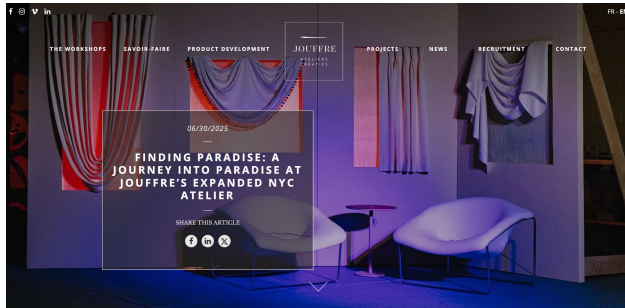 FR - EN
THE WORKSHOPS SAVOIR-FAIRE PRODUCT DEVELOPMENT JOUFFRE PROJECTS NEWS RECRUITMENT CONTACT
ATELIERS
CRÉATIFS
06/30/2025
FINDING PARADISE: A
JOURNEY INTO PARADISE AT
JOUFFRE'S EXPANDED NYC
ATELIER
SHARE THIS ARTICLE